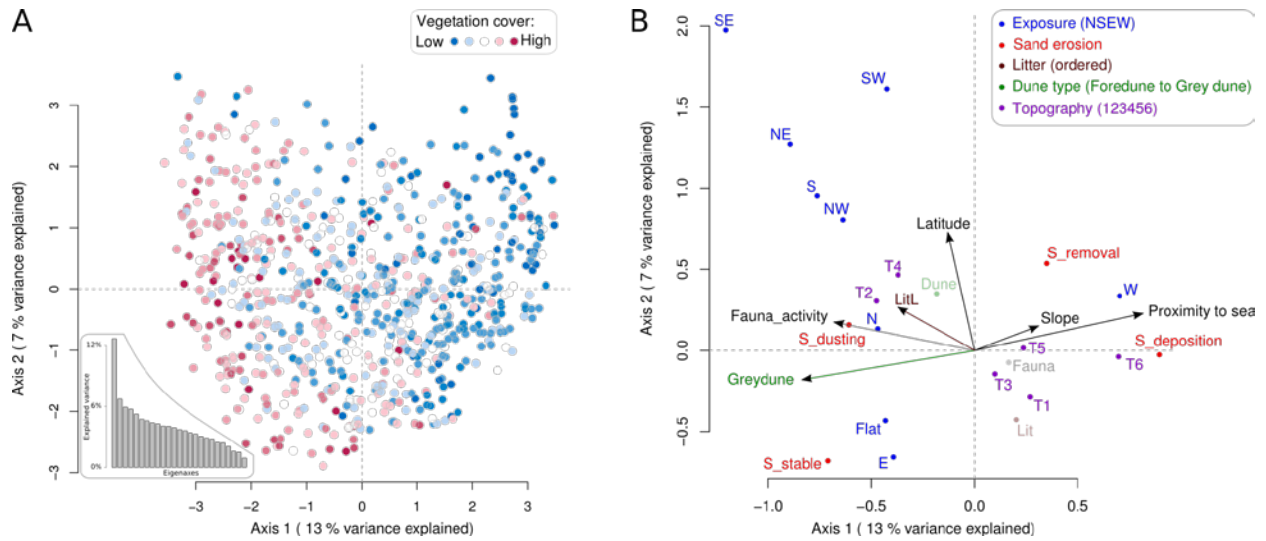 A
Vegetation cover:
Low High
3
2
1
0
−1
−2
−3
Axis 2 ( 7 % variance explained)
12%
6%
0%
Explained variance
Eigenaxes
−3 −2 −1 0 1 2 3
Axis 1 ( 13 % variance explained)
B
Exposure (NSEW)
Sand erosion
Litter (ordered)
Dune type (Foredune to Grey dune)
Topography (123456)
2.0
1.5
1.0
0.5
0.0
−0.5
Axis 2 ( 7 % variance explained)
SE
SW
NE
S
NW
Latitude
T4
S_removal
Dune
T2
LitL
W
Fauna_activity
N
Slope
Proximity to sea
S_dusting
T5
S_deposition
Fauna
T6
Greydune
T3
T1
Flat
Lit
S_stable
E
−1.0 −0.5 0.0 0.5
Axis 1 ( 13 % variance explained)